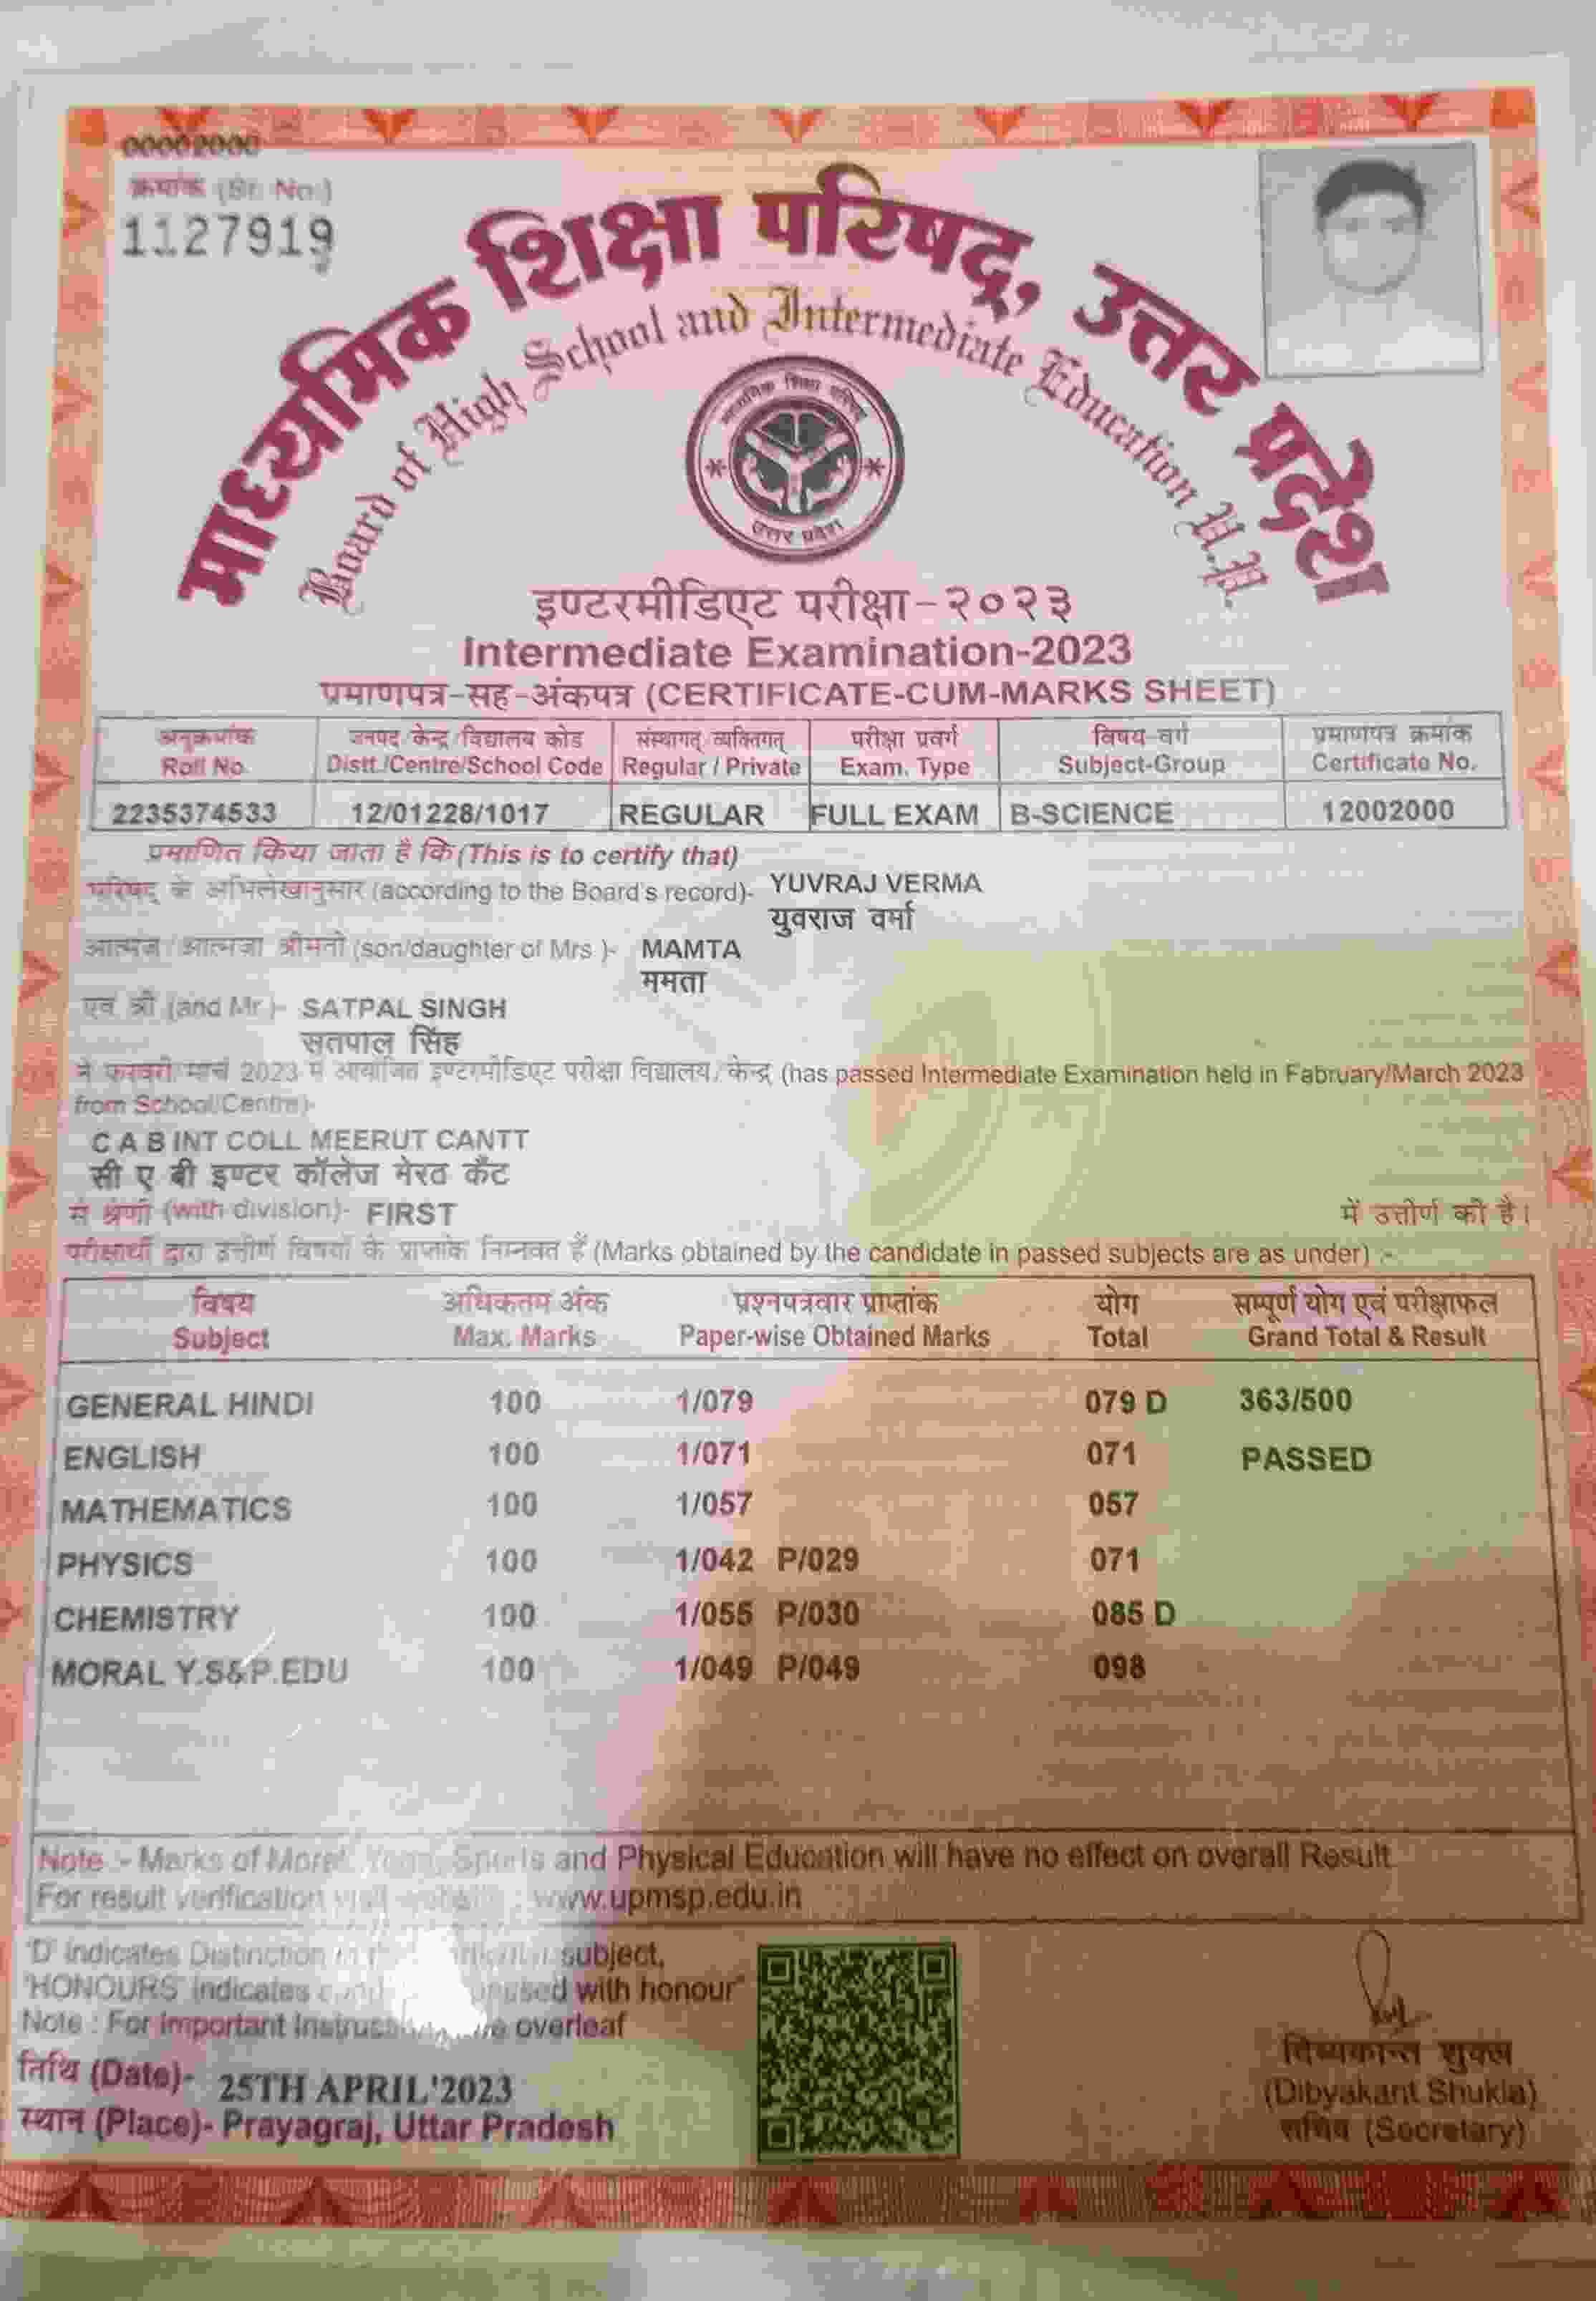 00002000
क्रमांक (Sr. No.)
1127919
माध्यमिक शिक्षा परिषद्, उत्तर प्रदेश
Board of High School and Intermediate Education U.P.
माध्यमिक शिक्षा परिषद
उत्तर प्रदेश
इण्टरमीडिएट परीक्षा-२०२३
Intermediate Examination-2023
प्रमाणपत्र-सह-अंकपत्र (CERTIFICATE-CUM-MARKS SHEET)
अनुक्रमांक जनपद/केन्द्र/विद्यालय कोड संस्थागत्/व्यक्तिगत् परीक्षा प्रवर्ग विषय-वर्ग प्रमाणपत्र क्रमांक
Roll No. Distt./Centre/School Code Regular / Private Exam. Type Subject-Group Certificate No.
2235374533 12/01228/1017 REGULAR FULL EXAM B-SCIENCE 12002000
प्रमाणित किया जाता है कि (This is to certify that)
परिषद् के अभिलेखानुसार (according to the Board's record)- YUVRAJ VERMA
युवराज वर्मा
आत्मज/आत्मजा श्रीमती (son/daughter of Mrs.)- MAMTA
ममता
एवं श्री (and Mr.)- SATPAL SINGH
सतपाल सिंह
ने फरवरी/मार्च 2023 में आयोजित इण्टरमीडिएट परीक्षा विद्यालय/केन्द्र (has passed Intermediate Examination held in Fabruary/March 2023
from School/Centre)-
C A B INT COLL MEERUT CANTT
सी ए बी इण्टर कॉलेज मेरठ कैंट
से श्रेणी (with division)- FIRST में उत्तीर्ण की है।
परीक्षार्थी द्वारा उत्तीर्ण विषयों के प्राप्तांक निम्नवत हैं (Marks obtained by the candidate in passed subjects are as under) :-
विषय अधिकतम अंक प्रश्नपत्रवार प्राप्तांक योग सम्पूर्ण योग एवं परीक्षाफल
Subject Max. Marks Paper-wise Obtained Marks Total Grand Total & Result
GENERAL HINDI 100 1/079 079 D 363/500
ENGLISH 100 1/071 071 PASSED
MATHEMATICS 100 1/057 057
PHYSICS 100 1/042 P/029 071
CHEMISTRY 100 1/055 P/030 085 D
MORAL Y.S&P.EDU 100 1/049 P/049 098
Note :- Marks of Moral, Yoga, Sports and Physical Education will have no effect on overall Result
For result verification visit : www.upmsp.edu.in
'D' indicates Distinction in the subject,
'HONOURS' indicates passed with honour"
Note : For Important overleaf
तिथि (Date)- 25TH APRIL'2023
स्थान (Place)- Prayagraj, Uttar Pradesh
दिब्यकान्त शुक्ल
(Dibyakant Shukla)
सचिव (Secretary)